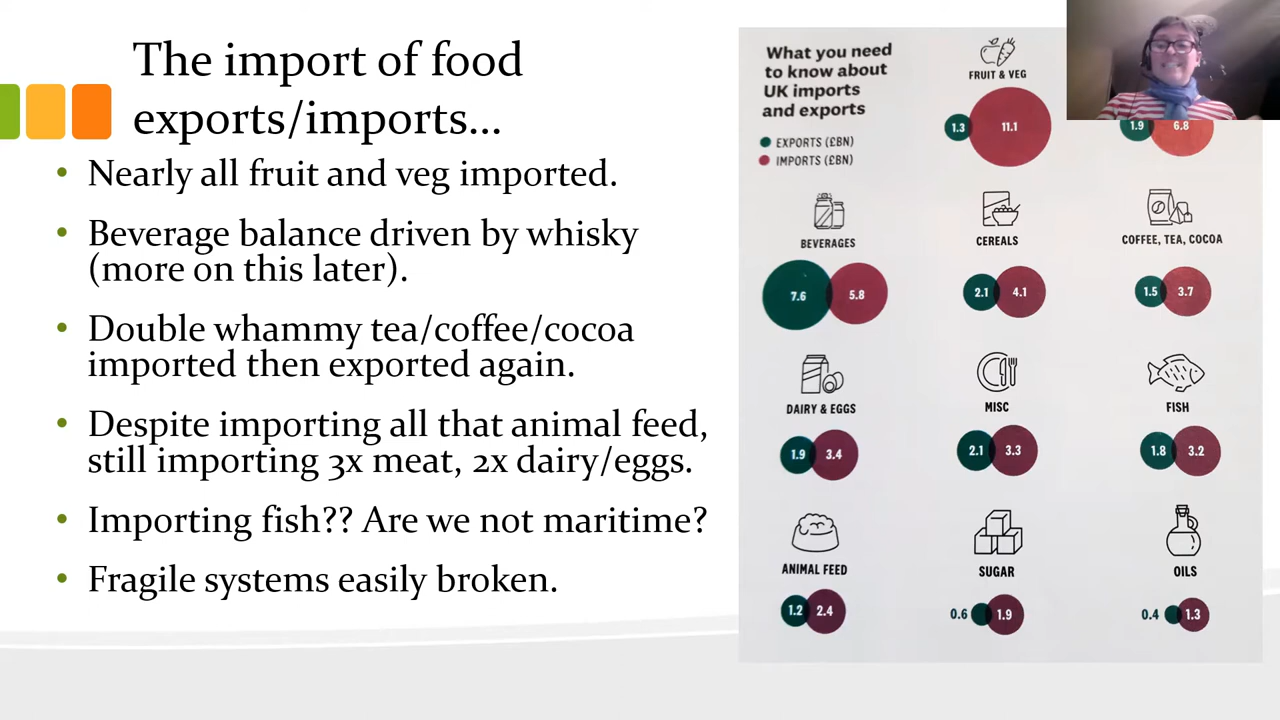 The import of food
exports/imports...
• Nearly all fruit and veg imported.
• Beverage balance driven by whisky
(more on this later).
• Double whammy tea/coffee/cocoa
imported then exported again.
• Despite importing all that animal feed,
still importing 3x meat, 2x dairy/eggs.
• Importing fish?? Are we not maritime?
• Fragile systems easily broken.
What you need
to know about
UK imports
and exports
EXPORTS (£BN)
IMPORTS (£BN)
FRUIT & VEG
1.3 11.1
1.9 6.8
BEVERAGES
7.6 5.8
CEREALS
2.1 4.1
COFFEE, TEA, COCOA
1.5 3.7
DAIRY & EGGS
1.9 3.4
MISC
2.1 3.3
FISH
1.8 3.2
ANIMAL FEED
1.2 2.4
SUGAR
0.6 1.9
OILS
0.4 1.3